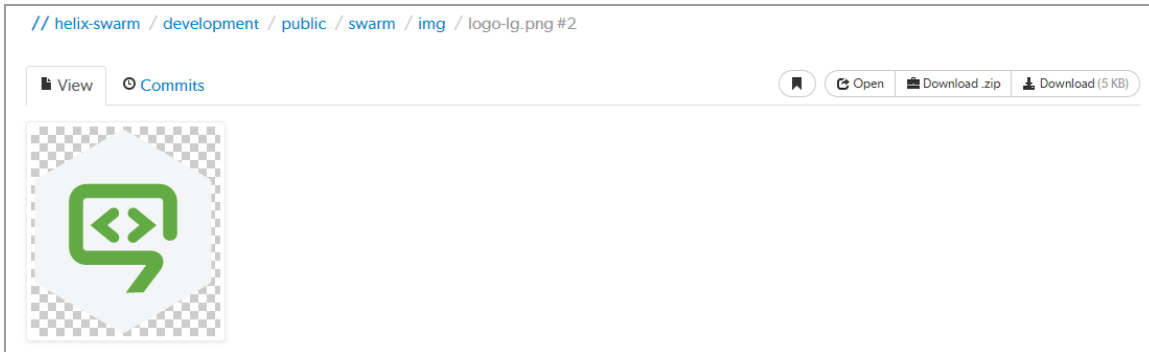 // helix-swarm / development / public / swarm / img / logo-lg.png #2
View Commits Open Download .zip Download (5 KB)